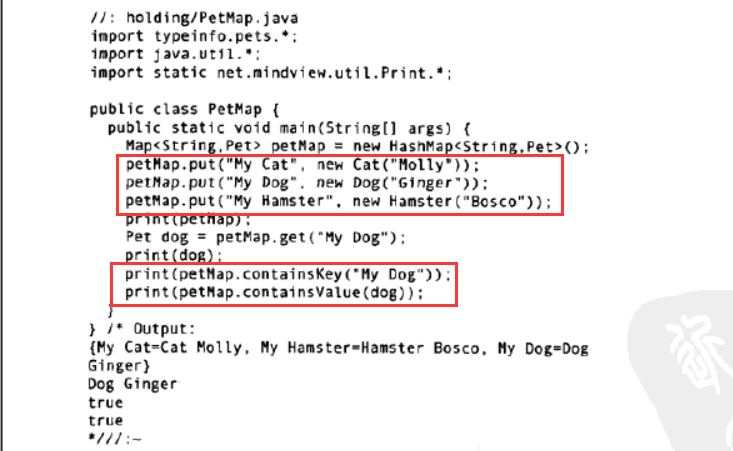 //: holding/PetMap.java
import typeinfo.pets.*;
import java.util.*;
import static net.mindview.util.Print.*;
public class PetMap {
public static void main(String[] args) {
Map<String,Pet> petMap = new HashMap<String,Pet>();
petMap.put("My Cat", new Cat("Molly"));
petMap.put("My Dog", new Dog("Ginger"));
petMap.put("My Hamster", new Hamster("Bosco"));
print(petMap);
Pet dog = petMap.get("My Dog");
print(dog);
print(petMap.containsKey("My Dog"));
print(petMap.containsValue(dog));
}
} /* Output:
{My Cat=Cat Molly, My Hamster=Hamster Bosco, My Dog=Dog
Ginger}
Dog Ginger
true
true
*///:~